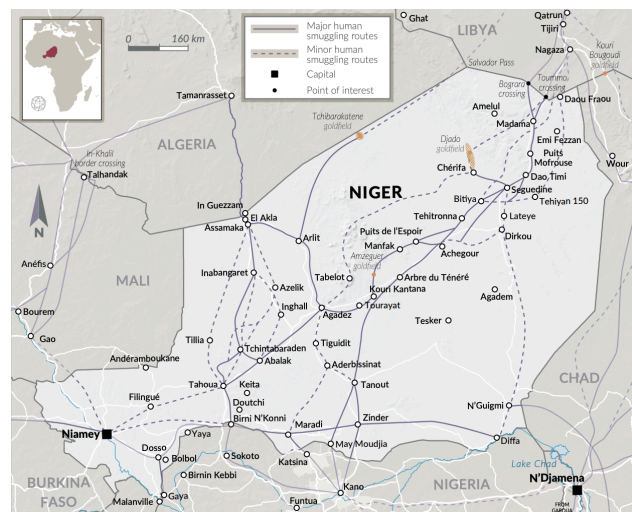 0 160 km
Major human
smuggling routes
Minor human
smuggling routes
Capital
Point of interest
N
Ghat
LIBYA
Qatrun
Tijiri
Nagaza
Kouri
Bougoudi
goldfield
Salvador Pass
Bograra
crossing
Toummo
crossing
Daou Fraou
Tamanrasset
Tchibarakatene
goldfield
Amelul
Madama
Emi Fezzan
Djado
goldfield
ALGERIA
In-Khalil
border crossing
Talhandak
Puits
Mofrouse
Wour
Chérifa
Dao Timi
Seguedine
NIGER
Bitiya
Tehiyan 150
In Guezzam
El Akla
Assamaka
Tehitronna
Lateye
Puits de l'Espoir
Dirkou
Arlit
Manfak
Achegour
Anéfis
Amzeguer
goldfield
Inabangaret
Tabelot
Arbre du Ténéré
MALI
Azelik
Kouri Kantana
Agadem
Inghall
Agadez
Tourayat
Bourem
Tesker
Gao
Tillia
Tiguidit
Tchintabaraden
Andéramboukane
Abalak
Aderbissinat
CHAD
Tahoua
Keita
Tanout
Filingué
Doutchi
N'Guigmi
Birni N'Konni
Maradi
Zinder
Niamey
Yaya
Diffa
Dosso
Bolbol
Sokoto
May Moudjia
Katsina
Lake Chad
Birnin Kebbi
N'Djamena
BURKINA
FASO
NIGERIA
Gaya
Malanville
Kano
Funtua
FROM
GAROUA